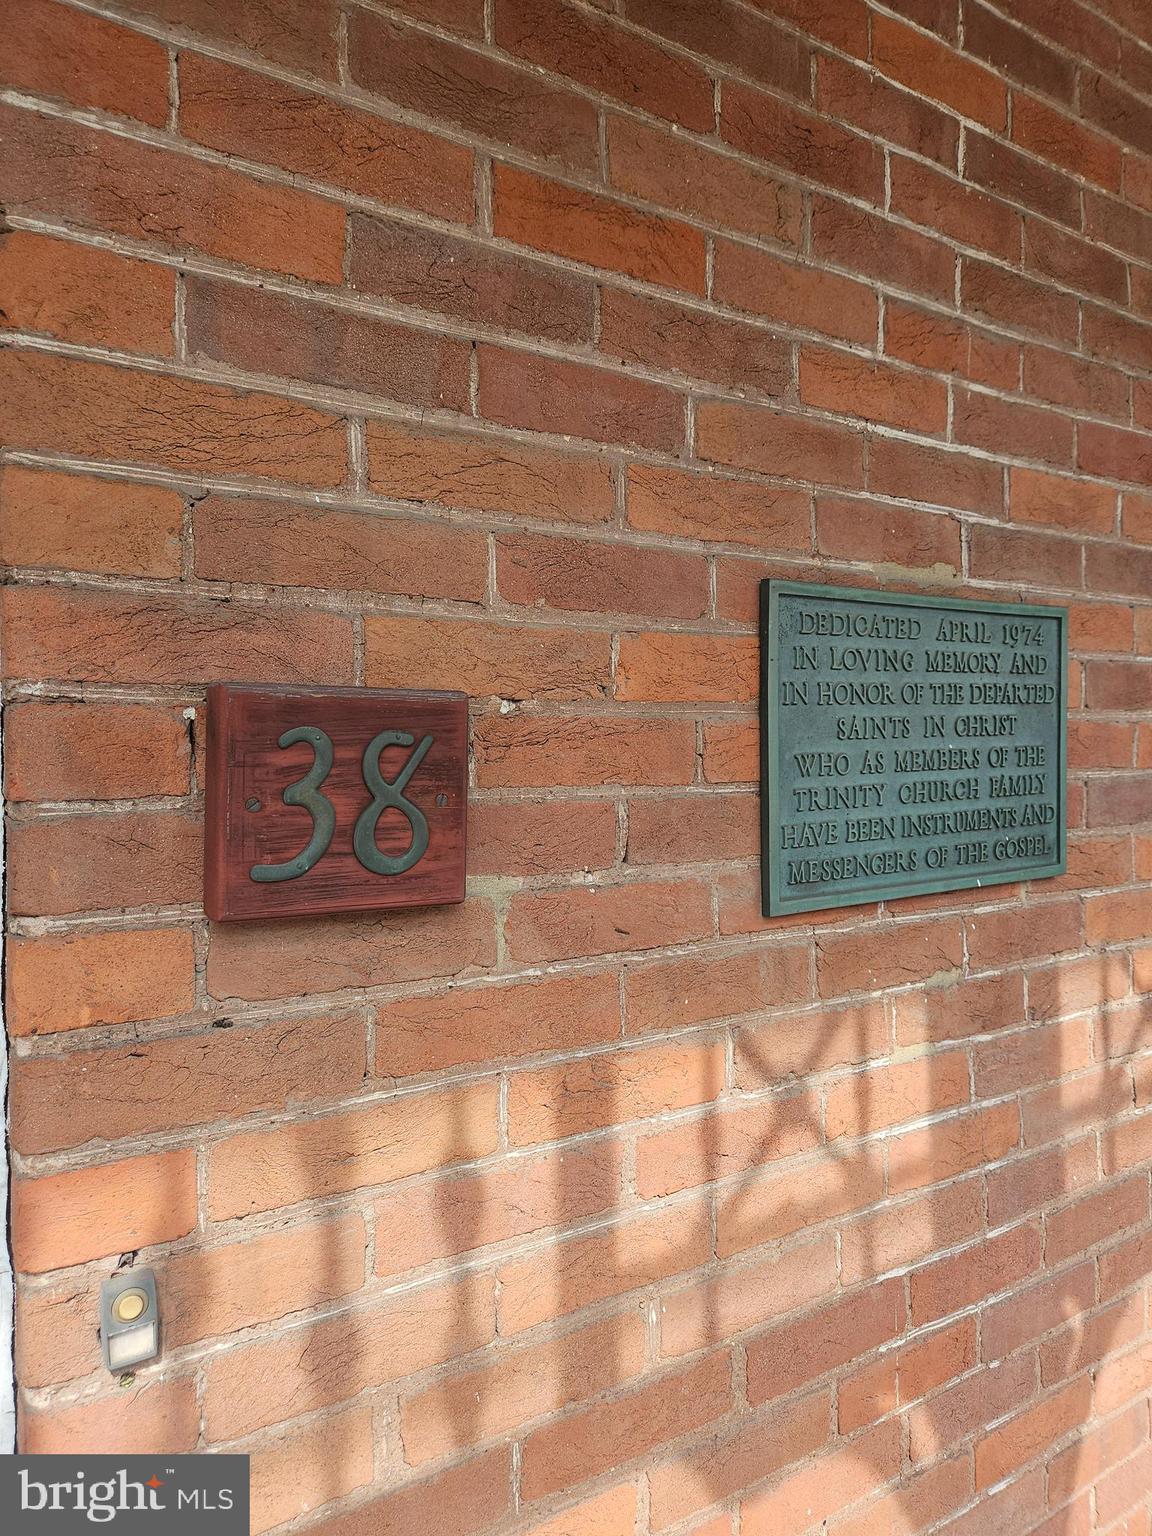 38
DEDICATED APRIL 1974
IN LOVING MEMORY AND
IN HONOR OF THE DEPARTED
SAINTS IN CHRIST
WHO AS MEMBERS OF THE
TRINITY CHURCH FAMILY
HAVE BEEN INSTRUMENTS AND
MESSENGERS OF THE GOSPEL
bright™ MLS